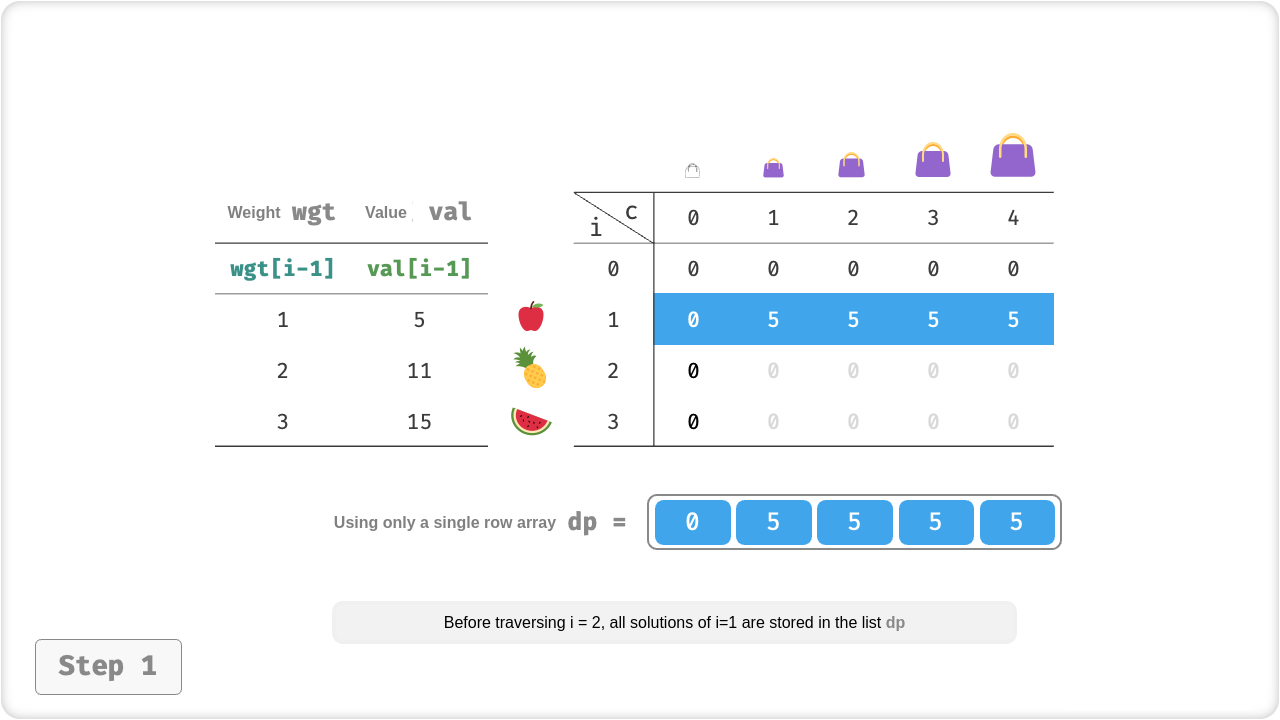 Weight wgt Value val
wgt[i-1] val[i-1]
1 5
2 11
3 15
i c 0 1 2 3 4
0 0 0 0 0 0
1 0 5 5 5 5
2 0 0 0 0 0
3 0 0 0 0 0
Using only a single row array dp = 0 5 5 5 5
Before traversing i = 2, all solutions of i=1 are stored in the list dp
Step 1